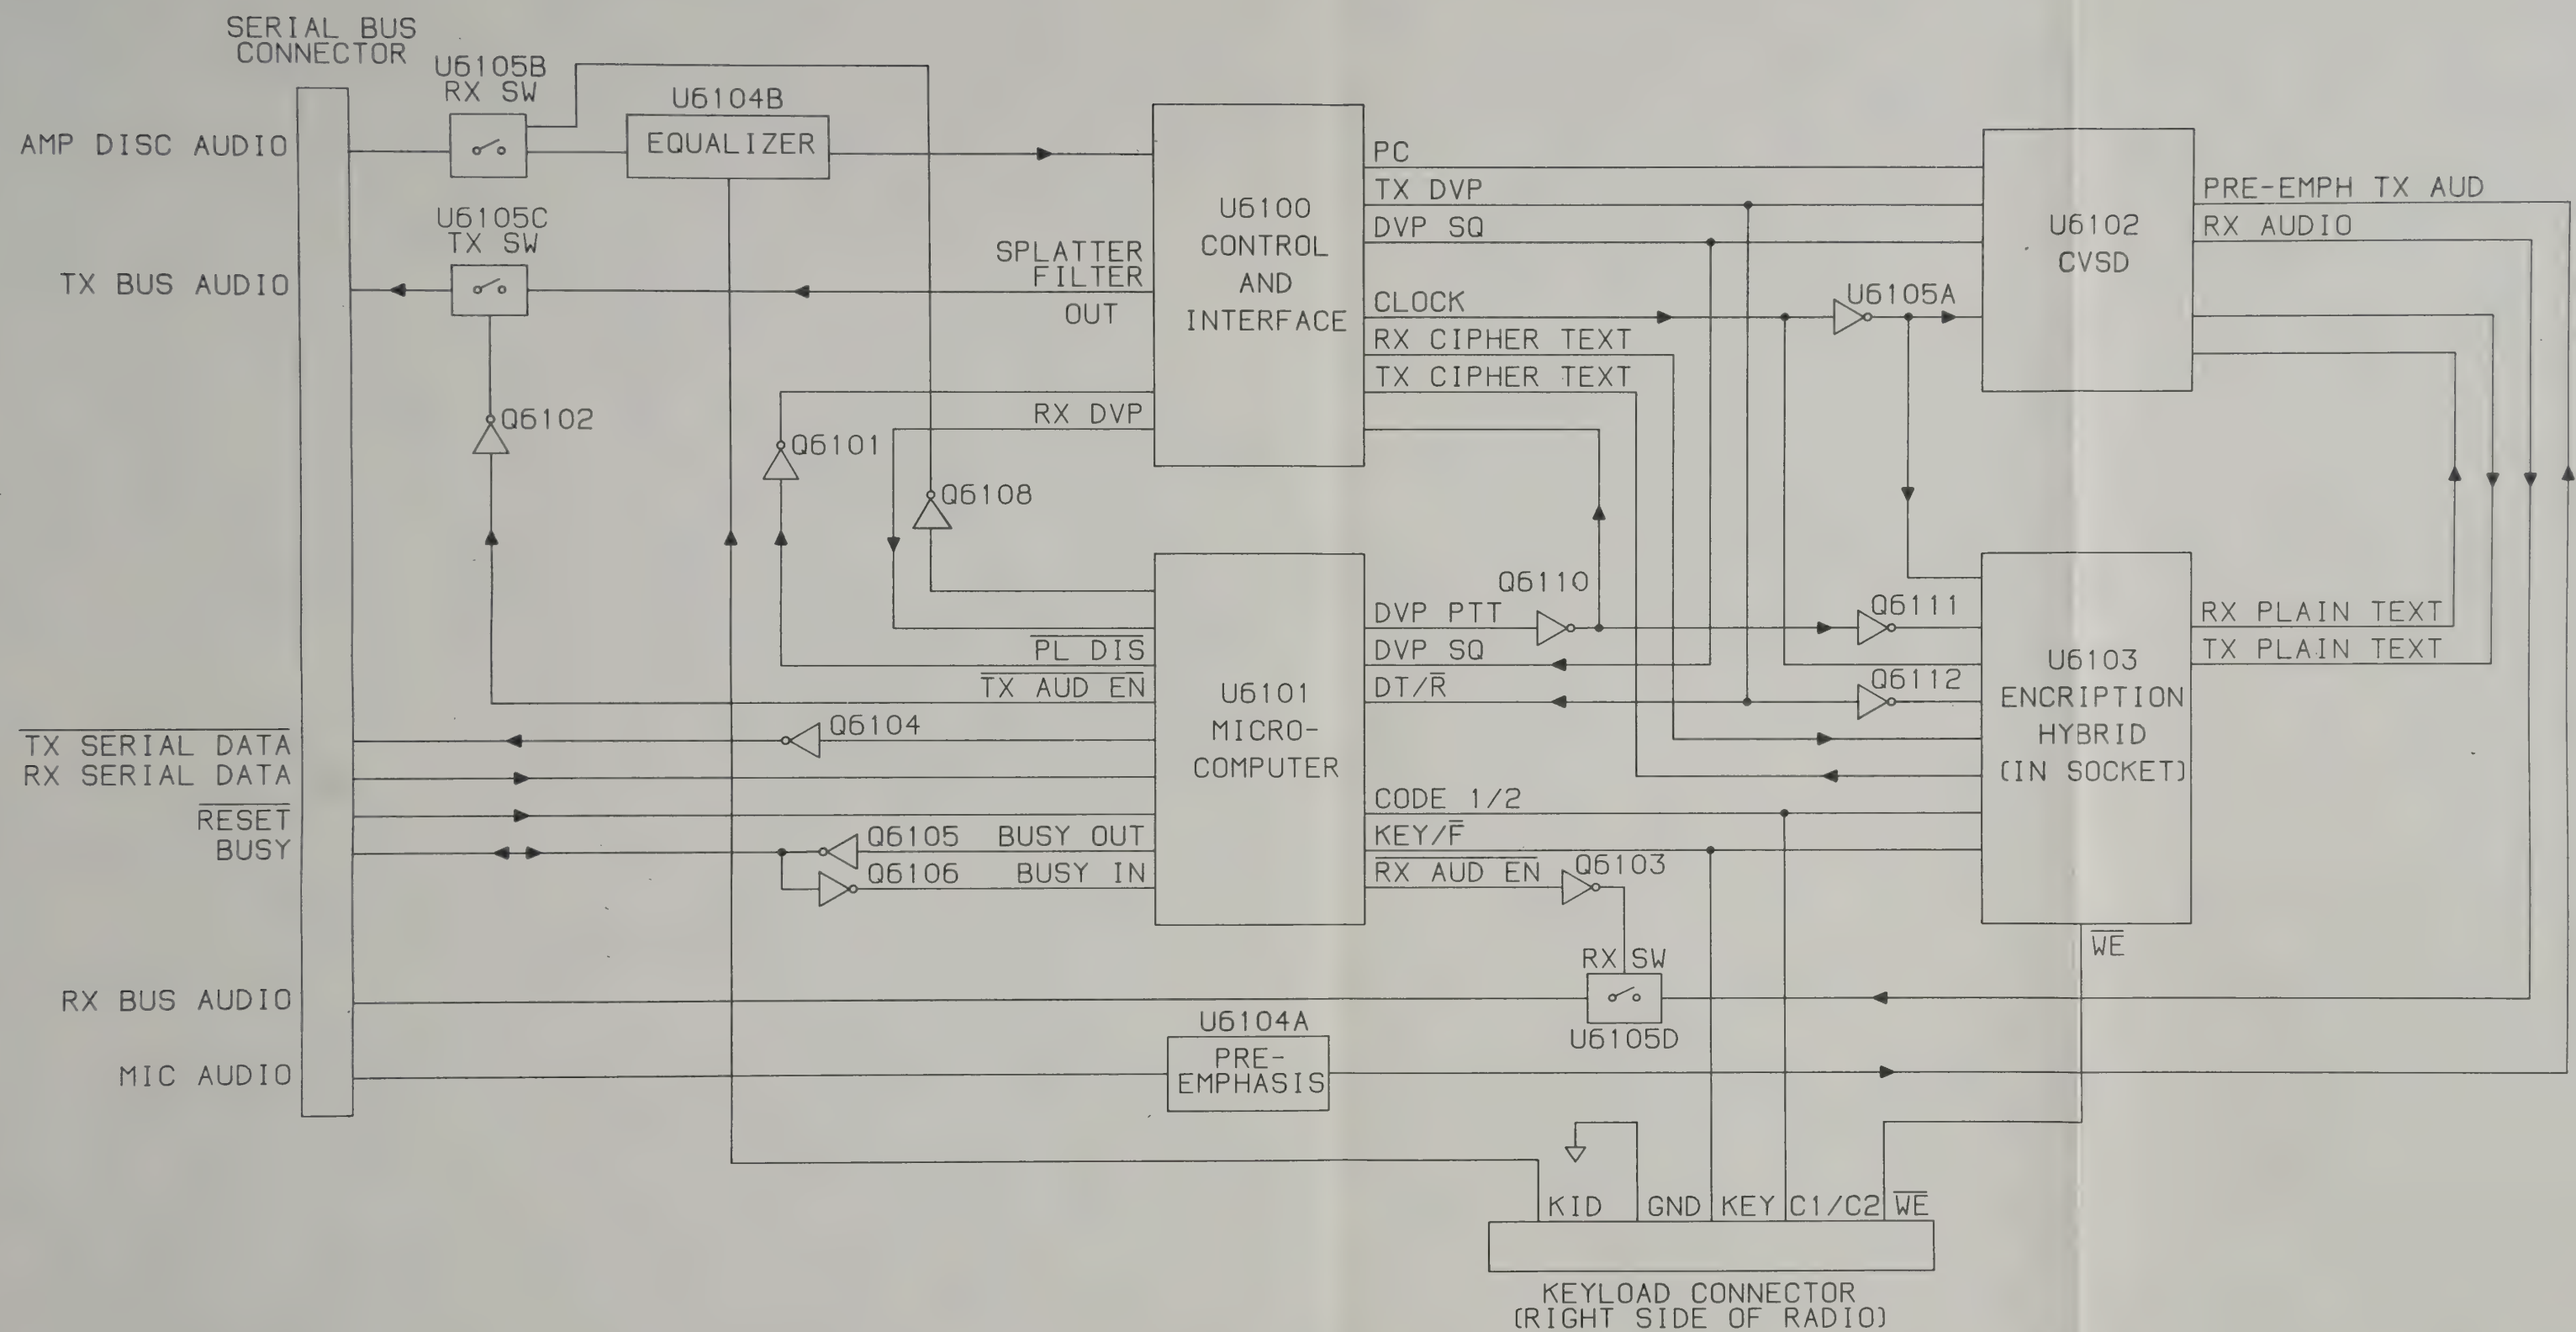 SERIAL BUS
CONNECTOR
U6105B
RX SW
U6104B
EQUALIZER
AMP DISC AUDIO
U6105C
TX SW
TX BUS AUDIO
SPLATTER
FILTER
OUT
U6100
CONTROL
AND
INTERFACE
PC
TX DVP
DVP SQ
CLOCK
RX CIPHER TEXT
TX CIPHER TEXT
U6105A
U6102
CVSD
PRE-EMPH TX AUD
RX AUDIO
RX DVP
Q6102
Q6101
Q6108
PL DIS
TX AUD EN
Q6104
U6101
MICRO-
COMPUTER
DVP PTT
DVP SQ
DT/R̅
Q6110
Q6111
Q6112
U6103
ENCRIPTION
HYBRID
(IN SOCKET)
RX PLAIN TEXT
TX PLAIN TEXT
TX SERIAL DATA
RX SERIAL DATA
RESET
BUSY
Q6105 BUSY OUT
Q6106 BUSY IN
CODE 1/2
KEY/F̅
RX AUD EN
Q6103
WE
RX SW
U6105D
RX BUS AUDIO
U6104A
PRE-
EMPHASIS
MIC AUDIO
KID GND KEY C1/C2 WE
KEYLOAD CONNECTOR
(RIGHT SIDE OF RADIO)